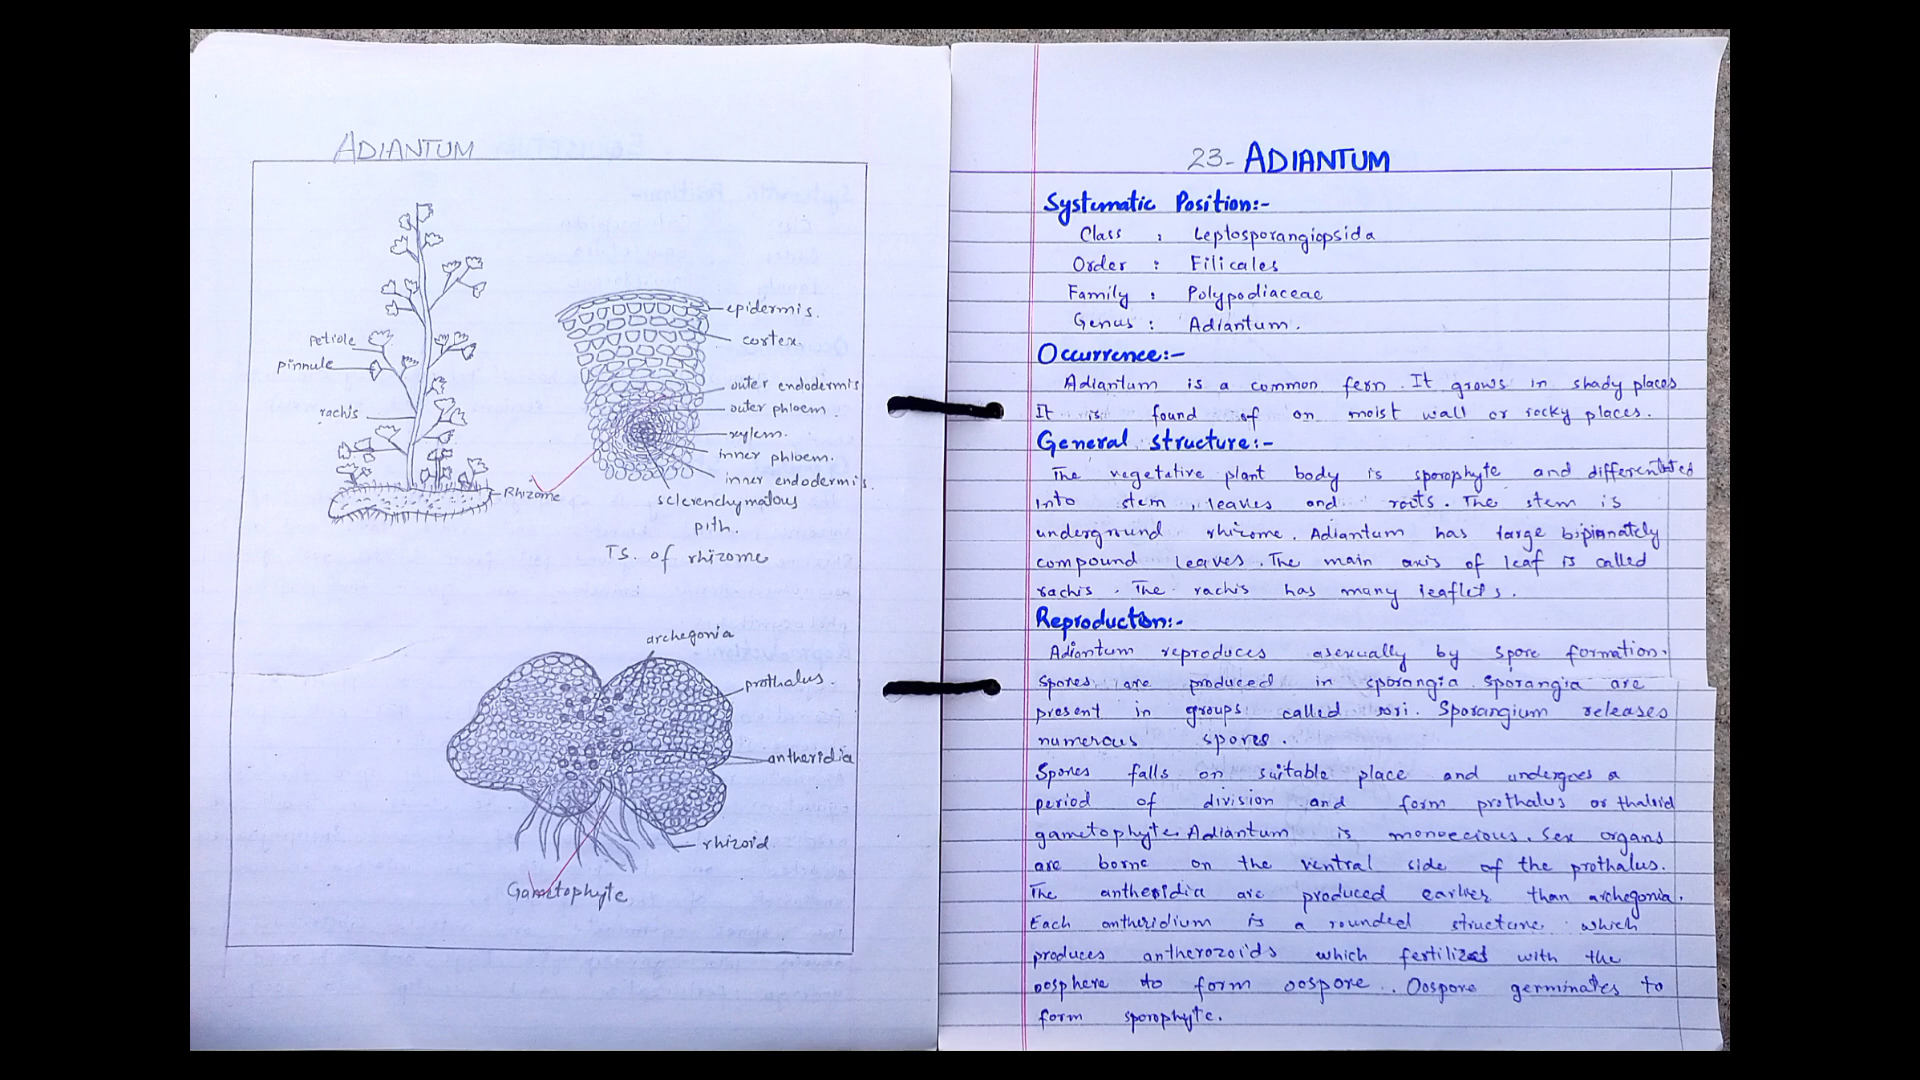 ADIANTUM
petiole
pinnule
rachis
Rhizome
epidermis.
cortex
outer endodermis
outer phloem
xylem.
inner phloem.
inner endodermis.
sclerenchymatous
pith.
TS. of rhizome
archegonia
prothalus.
antheridia
rhizoid
Gametophyte
23- ADIANTUM
Systematic Position:-
Class : Leptosporangiopsida
Order : Filicales
Family : Polypodiaceae
Genus : Adiantum.
Occurrence:-
Adiantum is a common fern. It grows in shady places
It is found of on moist wall or rocky places.
General structure:-
The vegetative plant body is sporophyte and differentiated
into stem, leaves and roots. The stem is
underground rhizome. Adiantum has large bipinnately
compound leaves. The main axis of leaf is called
rachis. The rachis has many leaflets.
Reproduction:-
Adiantum reproduces asexually by spore formation.
Spores are produced in sporangia. Sporangia are
present in groups called sori. Sporangium releases
numerous spores.
Spores falls on suitable place and undergoes a
period of division and form prothalus or thaloid
gametophyte. Adiantum is monoecious. Sex organs
are borne on the ventral side of the prothalus.
The antheridia are produced earlier than archegonia.
Each antheridium is a rounded structure which
produces antherozoids which fertilizes with the
oosphere to form oospore. Oospore germinates to
form sporophyte.